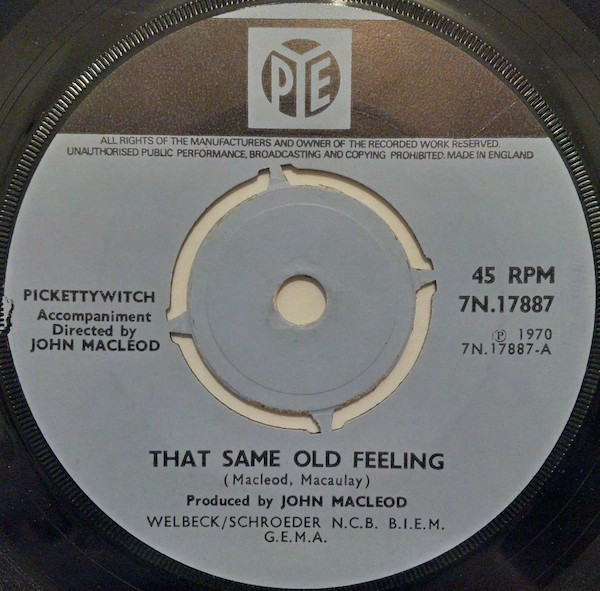 PYE
ALL RIGHTS OF THE MANUFACTURERS AND OWNER OF THE RECORDED WORK RESERVED.
UNAUTHORISED PUBLIC PERFORMANCE, BROADCASTING AND COPYING PROHIBITED. MADE IN ENGLAND
PICKETTYWITCH
Accompaniment
Directed by
JOHN MACLEOD
45 RPM
7N.17887
Ⓟ 1970
7N.17887-A
THAT SAME OLD FEELING
(Macleod, Macaulay)
Produced by JOHN MACLEOD
WELBECK/SCHROEDER N.C.B. B.I.E.M.
G.E.M.A.